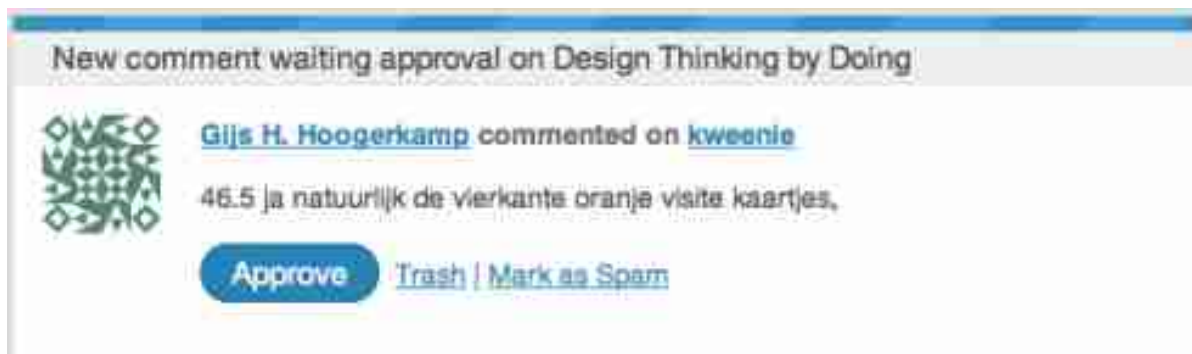 New comment waiting approval on Design Thinking by Doing
Gijs H. Hoogerkamp commented on kweenie
46.5 ja natuurlijk de vierkante oranje visite kaartjes,
Approve Trash | Mark as Spam